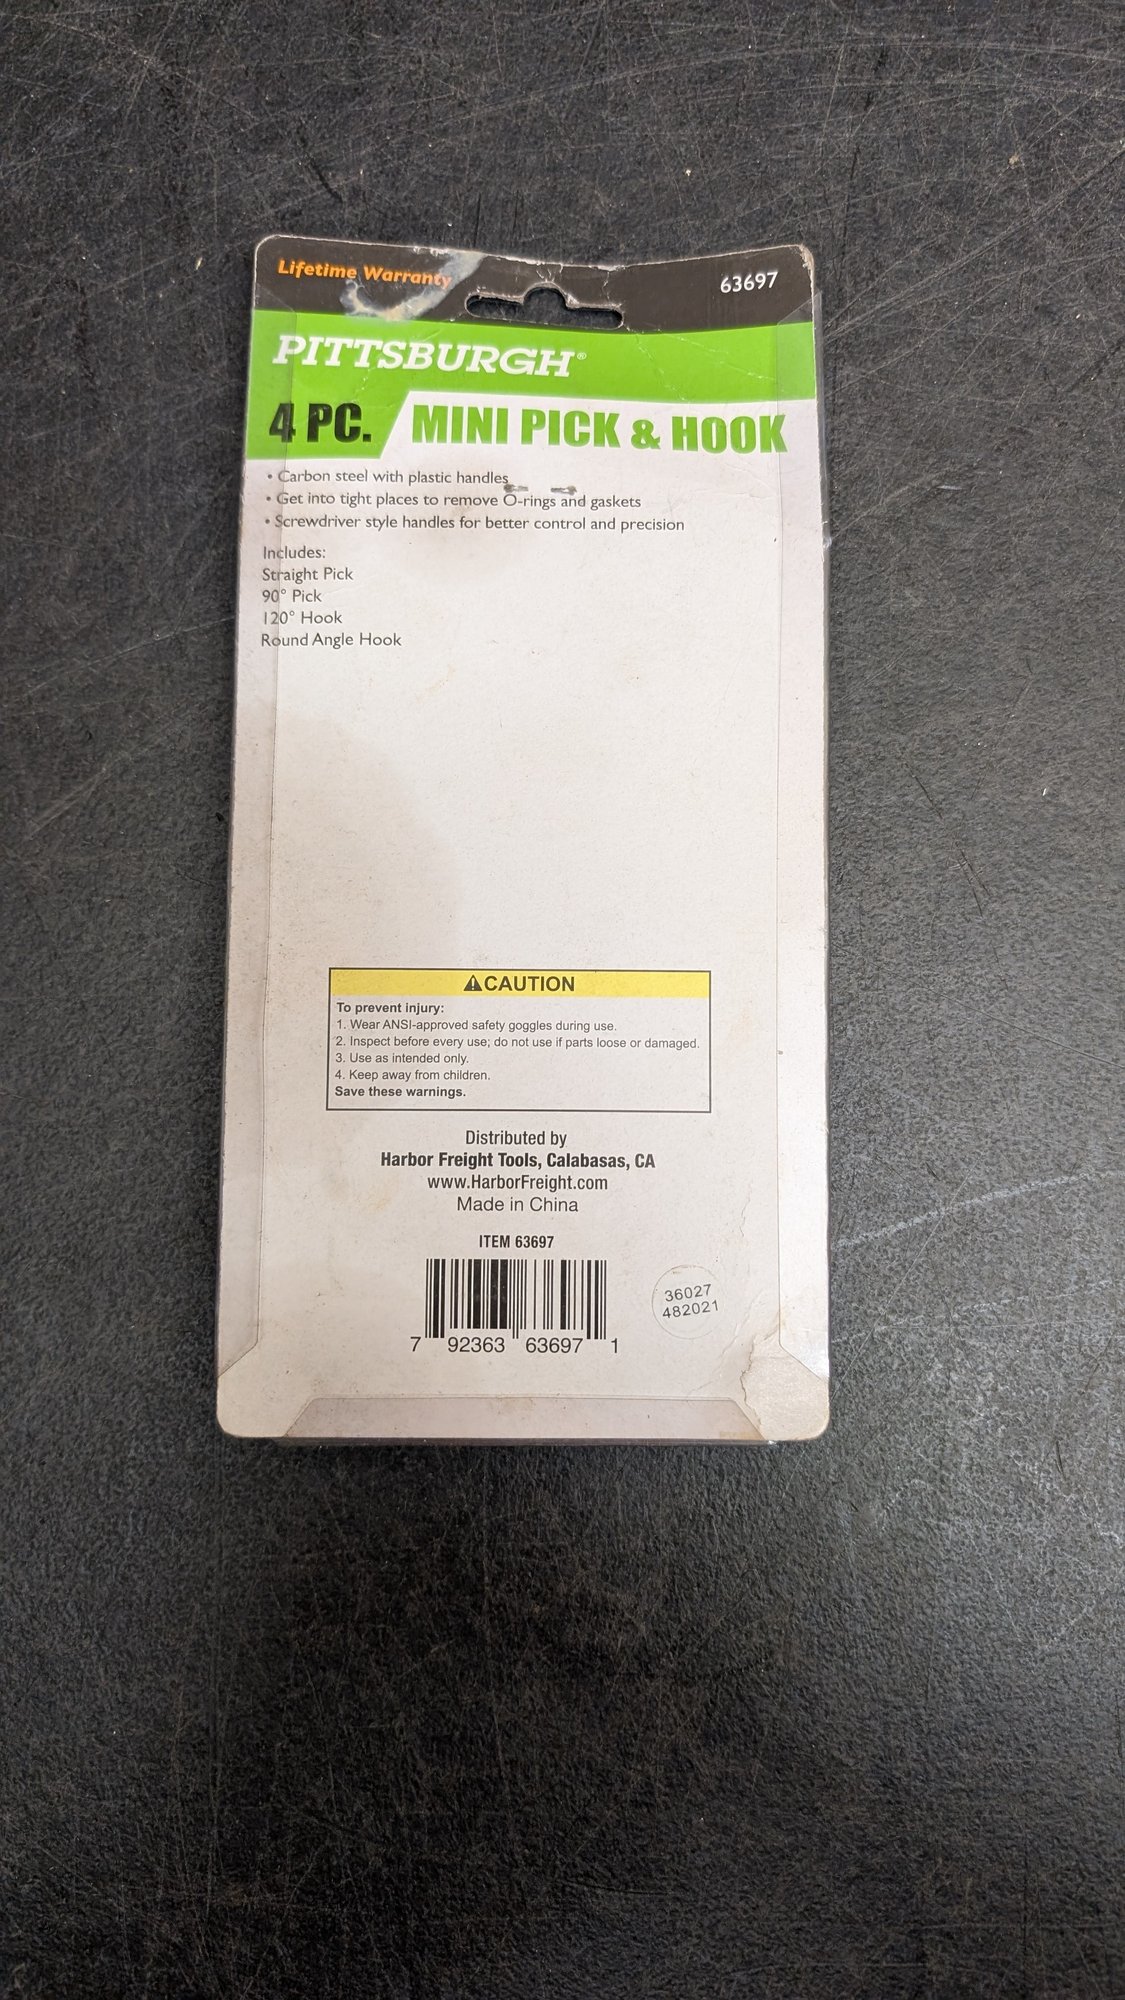 Lifetime Warranty
63697
PITTSBURGH®
4 PC. MINI PICK & HOOK
• Carbon steel with plastic handles
• Get into tight places to remove O-rings and gaskets
• Screwdriver style handles for better control and precision
Includes:
Straight Pick
90° Pick
120° Hook
Round Angle Hook
⚠CAUTION
To prevent injury:
1. Wear ANSI-approved safety goggles during use.
2. Inspect before every use; do not use if parts loose or damaged.
3. Use as intended only.
4. Keep away from children.
Save these warnings.
Distributed by
Harbor Freight Tools, Calabasas, CA
www.HarborFreight.com
Made in China
ITEM 63697
7 92363 63697 1
36027
482021